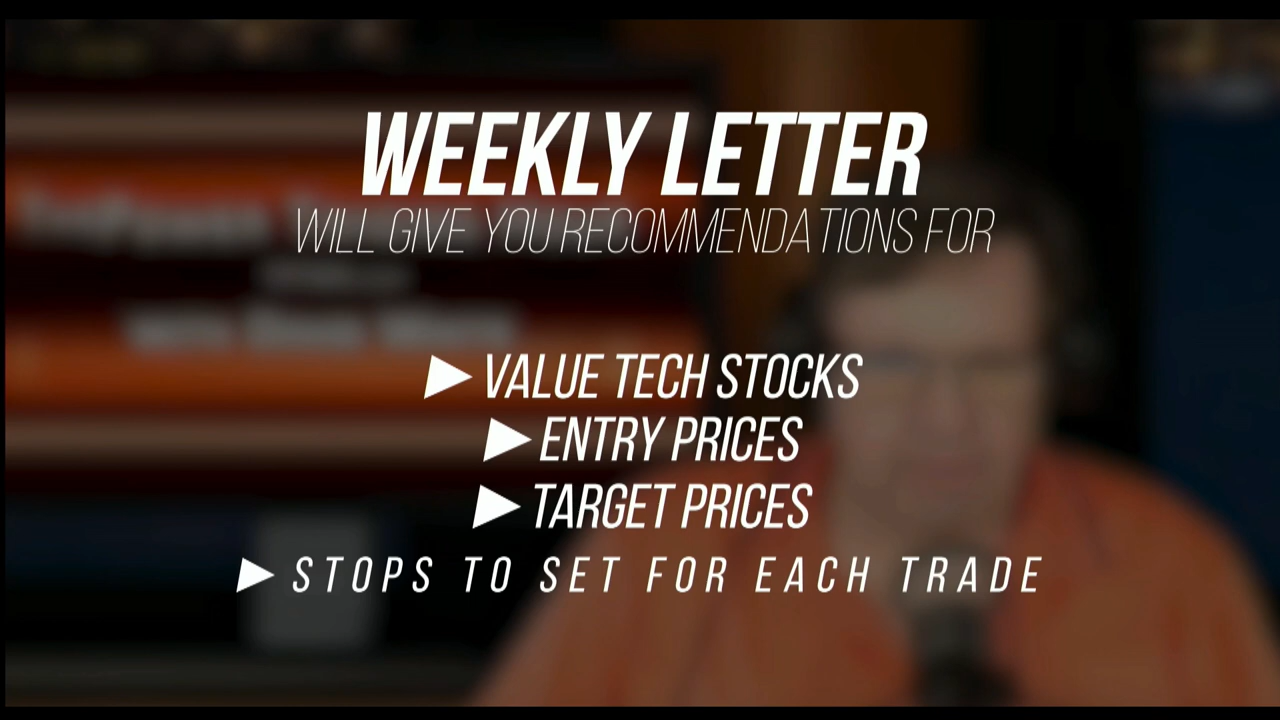 WEEKLY LETTER
WILL GIVE YOU RECOMMENDATIONS FOR
▶ VALUE TECH STOCKS
▶ ENTRY PRICES
▶ TARGET PRICES
▶ STOPS TO SET FOR EACH TRADE